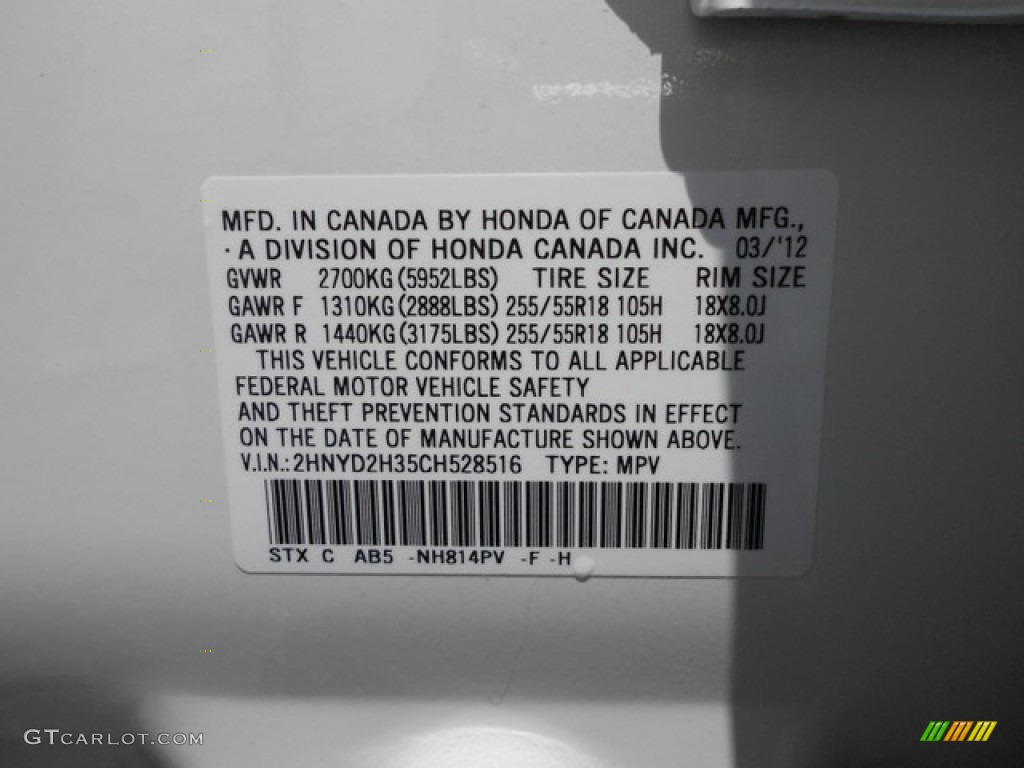 MFD. IN CANADA BY HONDA OF CANADA MFG.,
· A DIVISION OF HONDA CANADA INC. 03/'12
GVWR 2700KG (5952LBS) TIRE SIZE RIM SIZE
GAWR F 1310KG (2888LBS) 255/55R18 105H 18X8.0J
GAWR R 1440KG (3175LBS) 255/55R18 105H 18X8.0J
THIS VEHICLE CONFORMS TO ALL APPLICABLE
FEDERAL MOTOR VEHICLE SAFETY
AND THEFT PREVENTION STANDARDS IN EFFECT
ON THE DATE OF MANUFACTURE SHOWN ABOVE.
V.I.N.: 2HNYD2H35CH528516 TYPE: MPV
STX C AB5 -NH814PV -F -H
GTCARLOT.COM